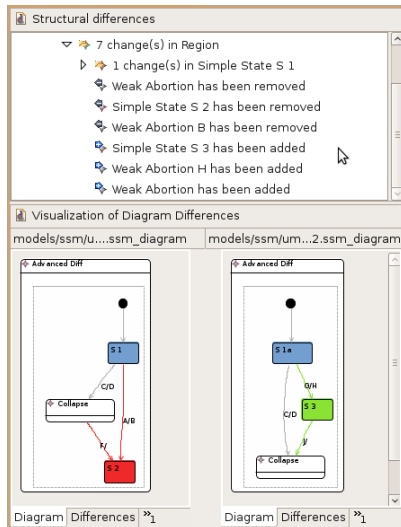 Structural differences
7 change(s) in Region
1 change(s) in Simple State S 1
Weak Abortion has been removed
Simple State S 2 has been removed
Weak Abortion B has been removed
Simple State S 3 has been added
Weak Abortion H has been added
Weak Abortion has been added
Visualization of Diagram Differences
models/ssm/u....ssm_diagram
models/ssm/um...2.ssm_diagram
Advanced Diff
S 1
C/D
Collapse
A/B
F/
S 2
Advanced Diff
S 1a
G/H
S 3
C/D
J/
Collapse
Diagram Differences »1
Diagram Differences »1